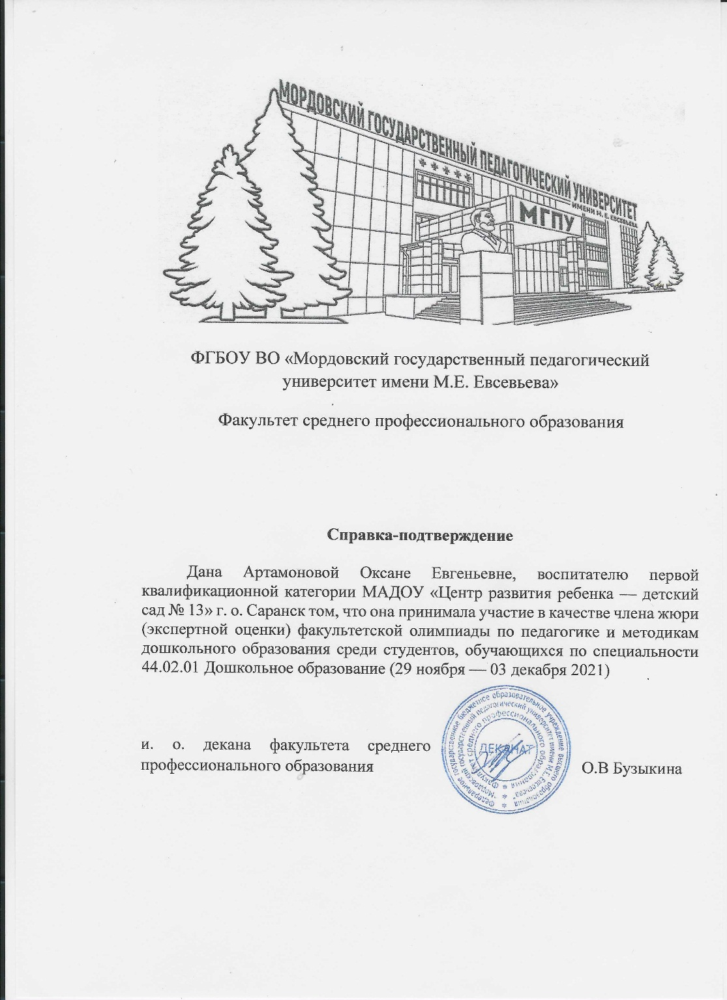 МОРДОВСКИЙ ГОСУДАРСТВЕННЫЙ ПЕДАГОГИЧЕСКИЙ УНИВЕРСИТЕТ
ИМЕНИ М. Е. ЕВСЕВЬЕВА
МГПУ
ФГБОУ ВО «Мордовский государственный педагогический
университет имени М.Е. Евсевьева»
Факультет среднего профессионального образования
Справка-подтверждение
Дана Артамоновой Оксане Евгеньевне, воспитателю первой
квалификационной категории МАДОУ «Центр развития ребенка — детский
сад № 13» г. о. Саранск том, что она принимала участие в качестве члена жюри
(экспертной оценки) факультетской олимпиады по педагогике и методикам
дошкольного образования среди студентов, обучающихся по специальности
44.02.01 Дошкольное образование (29 ноября — 03 декабря 2021)
и. о. декана факультета среднего
профессионального образования
О.В Бузыкина
Федеральное государственное бюджетное образовательное учреждение высшего образования
"Мордовский государственный педагогический университет имени М.Е. Евсевьева"
Факультет среднего профессионального образования
ДЕКАНАТ